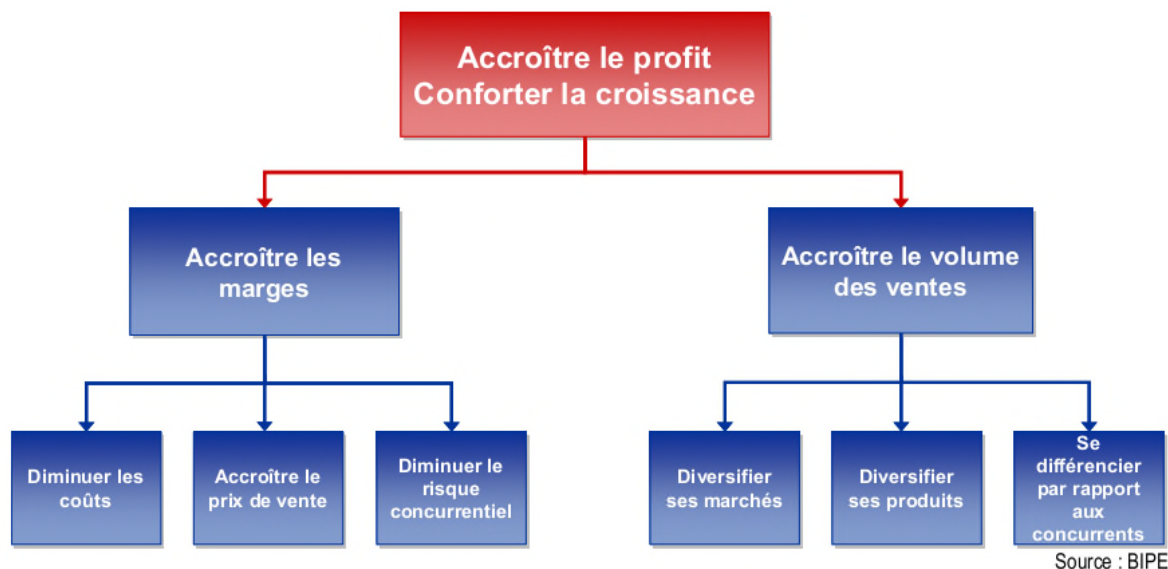 Accroître le profit
Conforter la croissance
Accroître les
marges
Accroître le volume
des ventes
Diminuer les
coûts
Accroître le
prix de vente
Diminuer le
risque
concurrentiel
Diversifier
ses marchés
Diversifier
ses produits
Se
différencier
par rapport
aux
concurrents
Source : BIPE